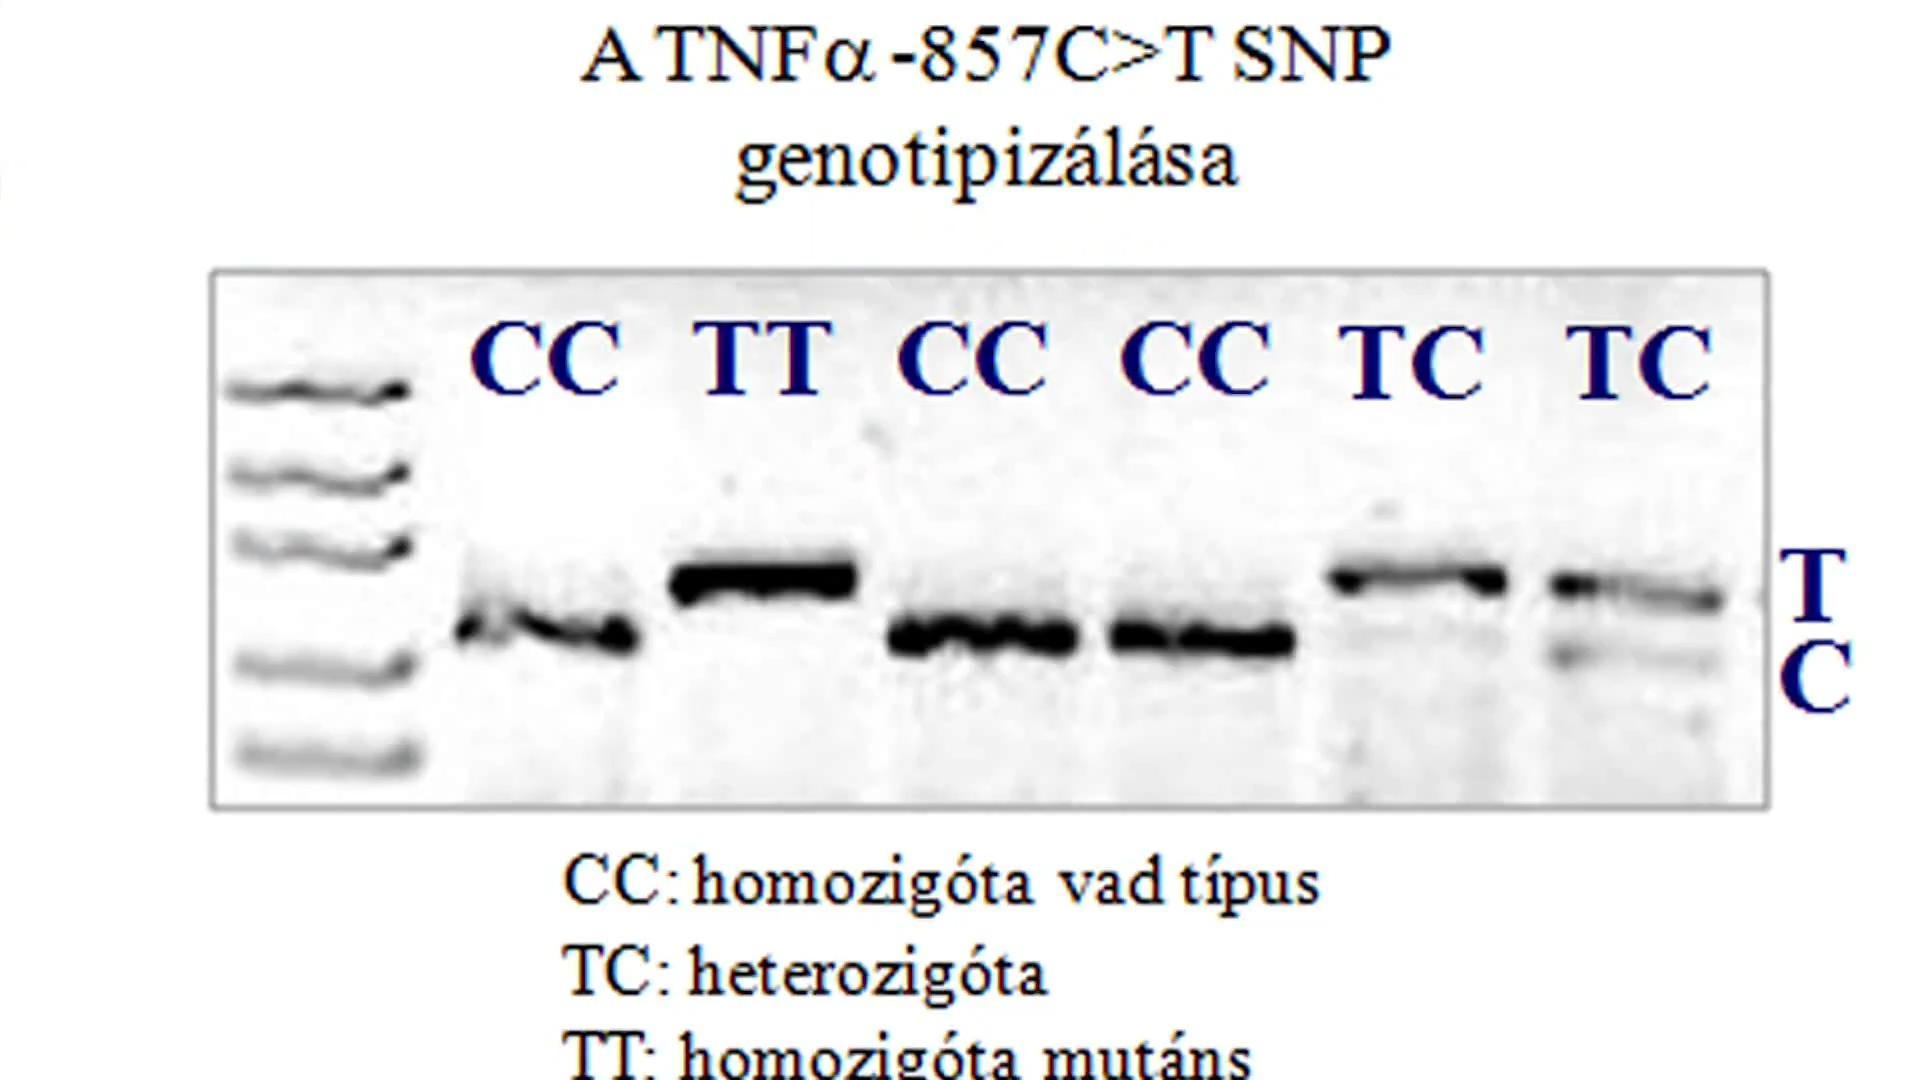 A TNFα -857C>T SNP
genotipizálása
CC TT CC CC TC TC
T
C
CC: homozigóta vad típus
TC: heterozigóta
TT: homozigóta mutáns